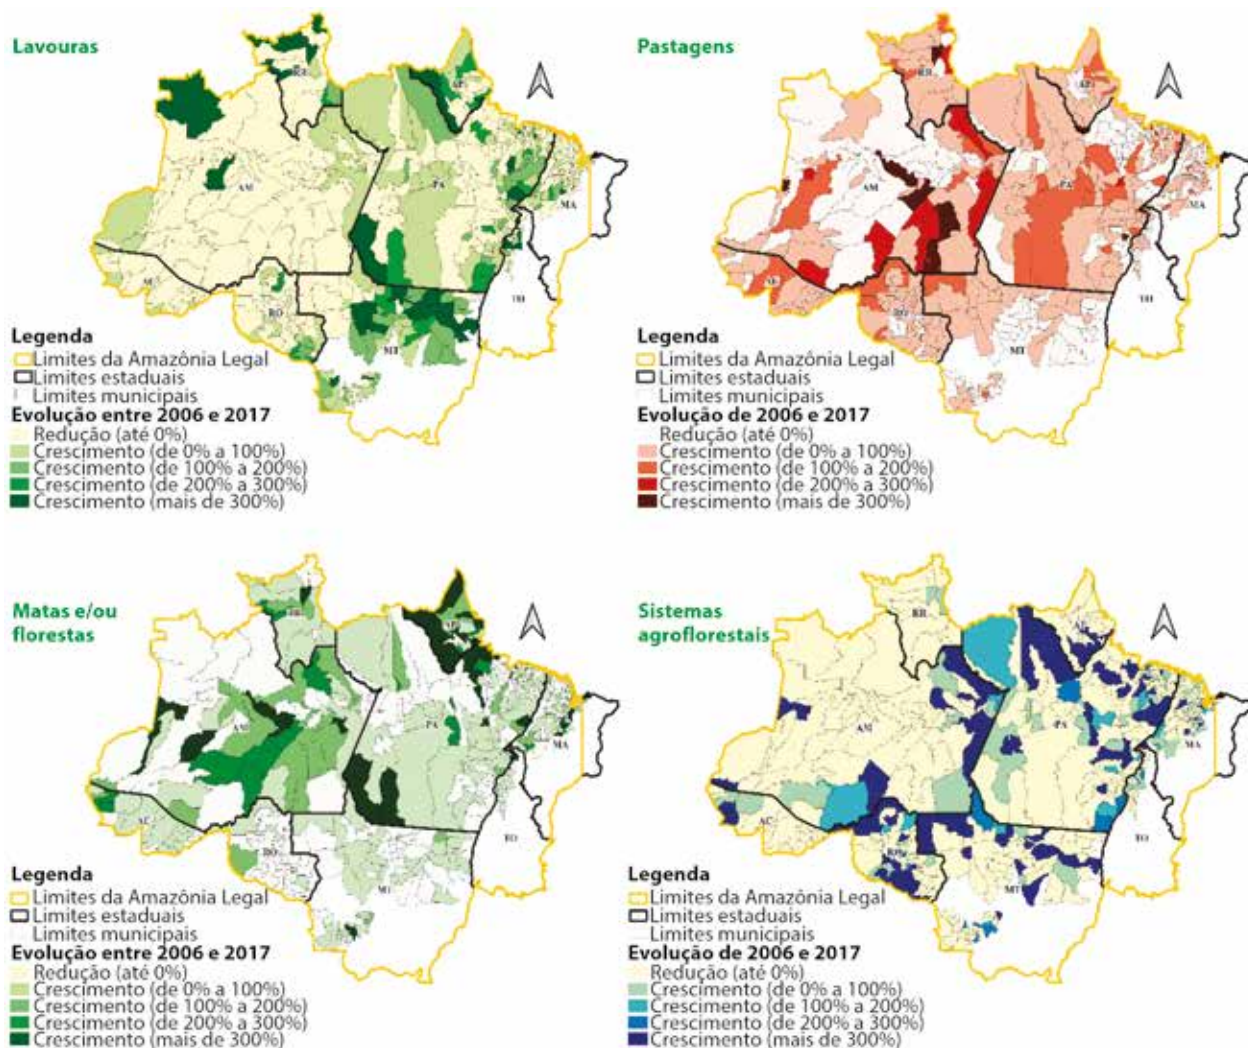 Lavouras
RR
AP
AM
PA
MA
AC
RO
TO
MT
Legenda
Limites da Amazônia Legal
Limites estaduais
Limites municipais
Evolução entre 2006 e 2017
Redução (até 0%)
Crescimento (de 0% a 100%)
Crescimento (de 100% a 200%)
Crescimento (de 200% a 300%)
Crescimento (mais de 300%)
Pastagens
RR
AP
AM
PA
MA
AC
RO
TO
MT
Legenda
Limites da Amazônia Legal
Limites estaduais
Limites municipais
Evolução de 2006 e 2017
Redução (até 0%)
Crescimento (de 0% a 100%)
Crescimento (de 100% a 200%)
Crescimento (de 200% a 300%)
Crescimento (mais de 300%)
Matas e/ou
florestas
RR
AP
AM
PA
MA
AC
RO
TO
MT
Legenda
Limites da Amazônia Legal
Limites estaduais
Limites municipais
Evolução entre 2006 e 2017
Redução (até 0%)
Crescimento (de 0% a 100%)
Crescimento (de 100% a 200%)
Crescimento (de 200% a 300%)
Crescimento (mais de 300%)
Sistemas
agroflorestais
RR
AP
AM
PA
MA
AC
RO
TO
MT
Legenda
Limites da Amazônia Legal
Limites estaduais
Limites municipais
Evolução de 2006 e 2017
Redução (até 0%)
Crescimento (de 0% a 100%)
Crescimento (de 100% a 200%)
Crescimento (de 200% a 300%)
Crescimento (mais de 300%)